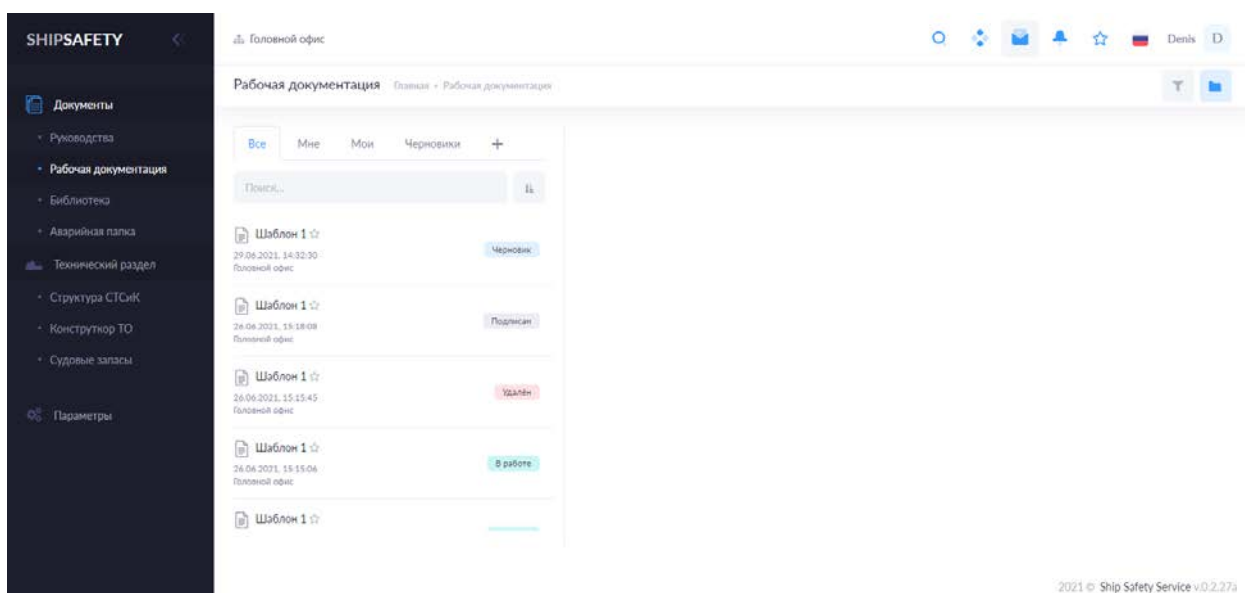 SHIPSAFETY
Головной офис
Denis D
Рабочая документация Главная • Рабочая документация
Документы
Руководства
Рабочая документация
Библиотека
Аварийная папка
Технический раздел
Структура СТСиК
Конструткор ТО
Судовые запасы
Параметры
Все Мне Мои Черновики +
Поиск...
Шаблон 1
29.06.2021, 14:32:30
Головной офис
Черновик
Шаблон 1
26.06.2021, 15:18:08
Головной офис
Подписан
Шаблон 1
26.06.2021, 15:15:45
Головной офис
Удалён
Шаблон 1
26.06.2021, 15:15:06
Головной офис
В работе
Шаблон 1
2021 © Ship Safety Service v.0.2.27a